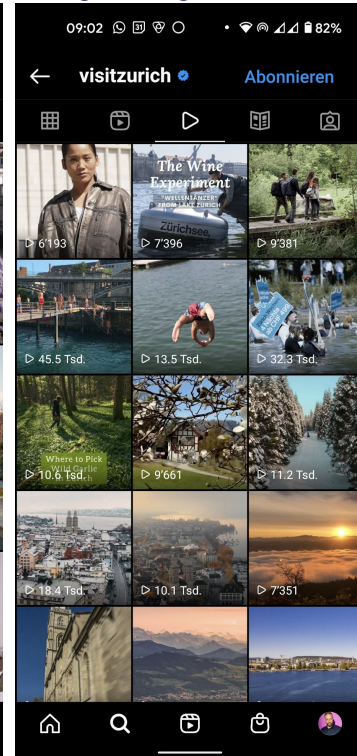 09:02 31 82%
visitzurich Abonnieren
The Wine
Experiment
"WELLENTÄNZER"
FROM LAKE ZURICH
Zürichsee
6'193 7'396 9'381
45.5 Tsd. 13.5 Tsd. 32.3 Tsd.
Where to Pick
Wild Garlic
10.6 Tsd. 9'661 11.2 Tsd.
18.4 Tsd. 10.1 Tsd. 7'351